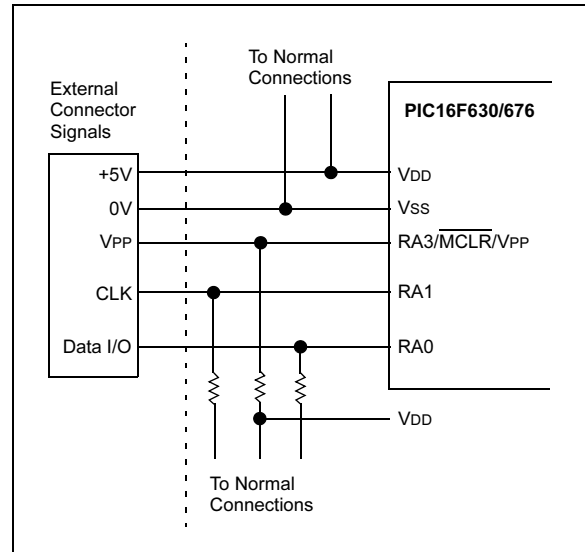 To Normal
Connections
External
Connector
Signals
PIC16F630/676
+5V
VDD
0V
VSS
VPP
RA3/MCLR/VPP
CLK
RA1
Data I/O
RA0
VDD
To Normal
Connections